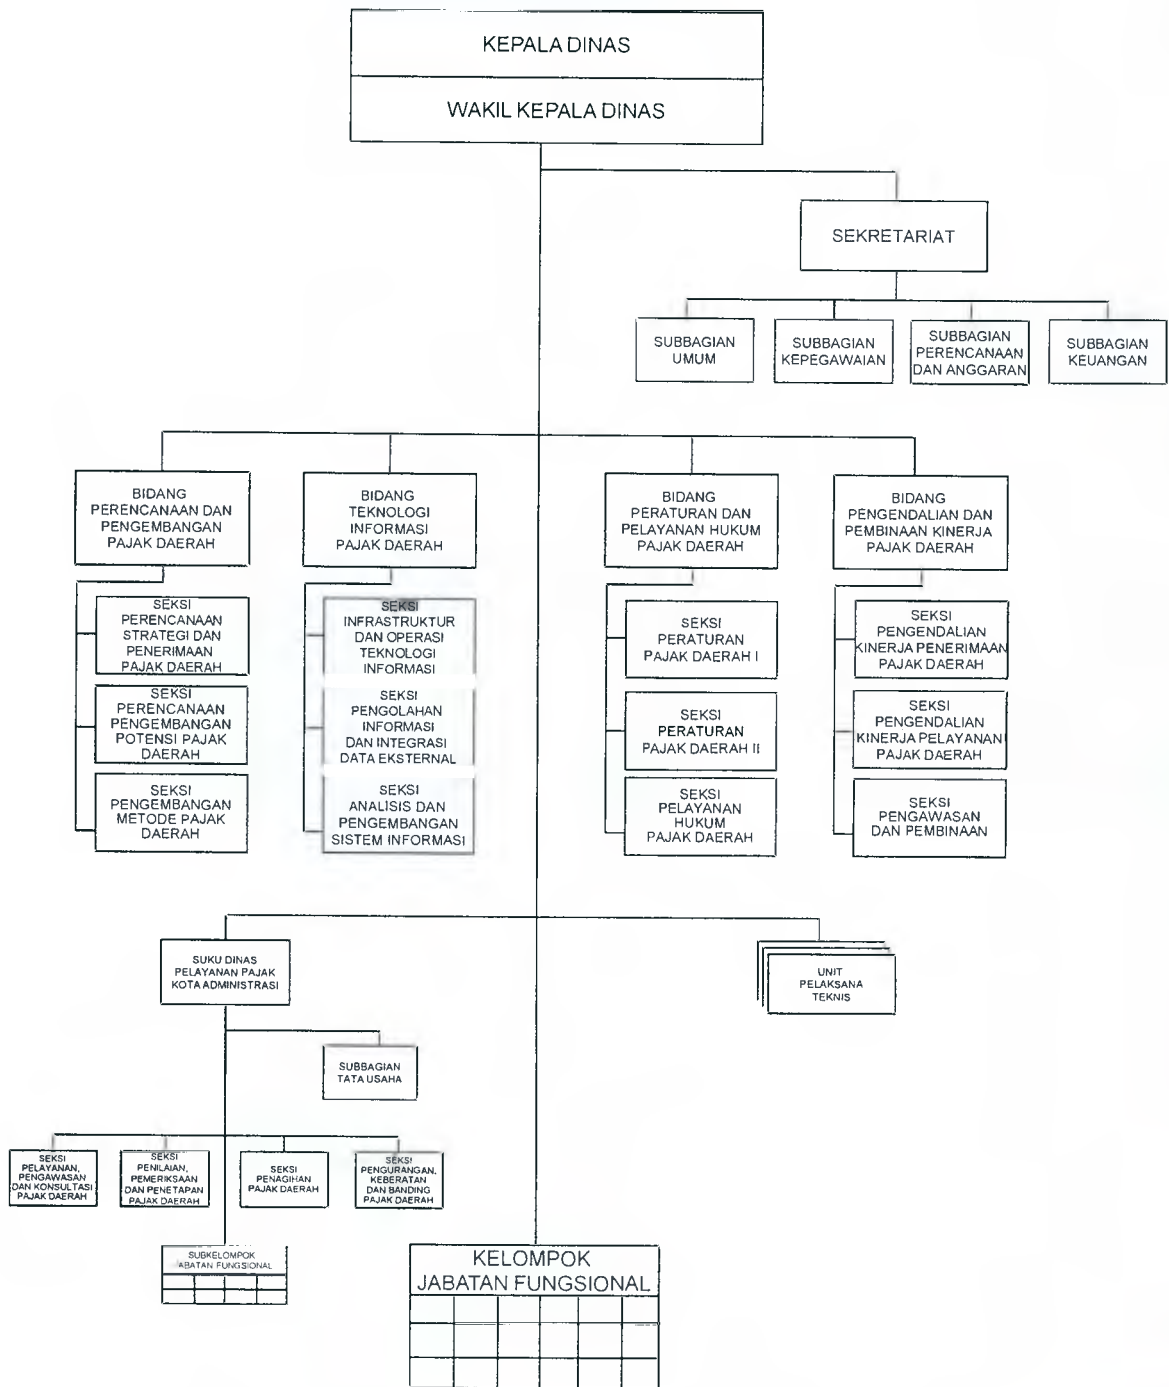 KEPALA DINAS
WAKIL KEPALA DINAS
SEKRETARIAT
SUBBAGIAN
UMUM
SUBBAGIAN
KEPEGAWAIAN
SUBBAGIAN
PERENCANAAN
DAN ANGGARAN
SUBBAGIAN
KEUANGAN
BIDANG
PERENCANAAN DAN
PENGEMBANGAN
PAJAK DAERAH
BIDANG
TEKNOLOGI
INFORMASI
PAJAK DAERAH
BIDANG
PERATURAN DAN
PELAYANAN HUKUM
PAJAK DAERAH
BIDANG
PENGENDALIAN DAN
PEMBINAAN KINERJA
PAJAK DAERAH
SEKSI
PERENCANAAN
STRATEGI DAN
PENERIMAAN
PAJAK DAERAH
SEKSI
PERENCANAAN
PENGEMBANGAN
POTENSI PAJAK
DAERAH
SEKSI
PENGEMBANGAN
METODE PAJAK
DAERAH
SEKSI
INFRASTRUKTUR
DAN OPERASI
TEKNOLOGI
INFORMASI
SEKSI
PENGOLAHAN
INFORMASI
DAN INTEGRASI
DATA EKSTERNAL
SEKSI
ANALISIS DAN
PENGEMBANGAN
SISTEM INFORMASI
SEKSI
PERATURAN
PAJAK DAERAH I
SEKSI
PERATURAN
PAJAK DAERAH II
SEKSI
PELAYANAN
HUKUM
PAJAK DAERAH
SEKSI
PENGENDALIAN
KINERJA PENERIMAAN
PAJAK DAERAH
SEKSI
PENGENDALIAN
KINERJA PELAYANAN
PAJAK DAERAH
SEKSI
PENGAWASAN
DAN PEMBINAAN
SUKU DINAS
PELAYANAN PAJAK
KOTA ADMINISTRASI
UNIT
PELAKSANA
TEKNIS
SUBBAGIAN
TATA USAHA
SEKSI
PELAYANAN,
PENGAWASAN
DAN KONSULTASI
PAJAK DAERAH
SEKSI
PENILAIAN,
PEMERIKSAAN
DAN PENETAPAN
PAJAK DAERAH
SEKSI
PENAGIHAN
PAJAK DAERAH
SEKSI
PENGURANGAN,
KEBERATAN
DAN BANDING
PAJAK DAERAH
SUBKELOMPOK
JABATAN FUNGSIONAL
KELOMPOK
JABATAN FUNGSIONAL